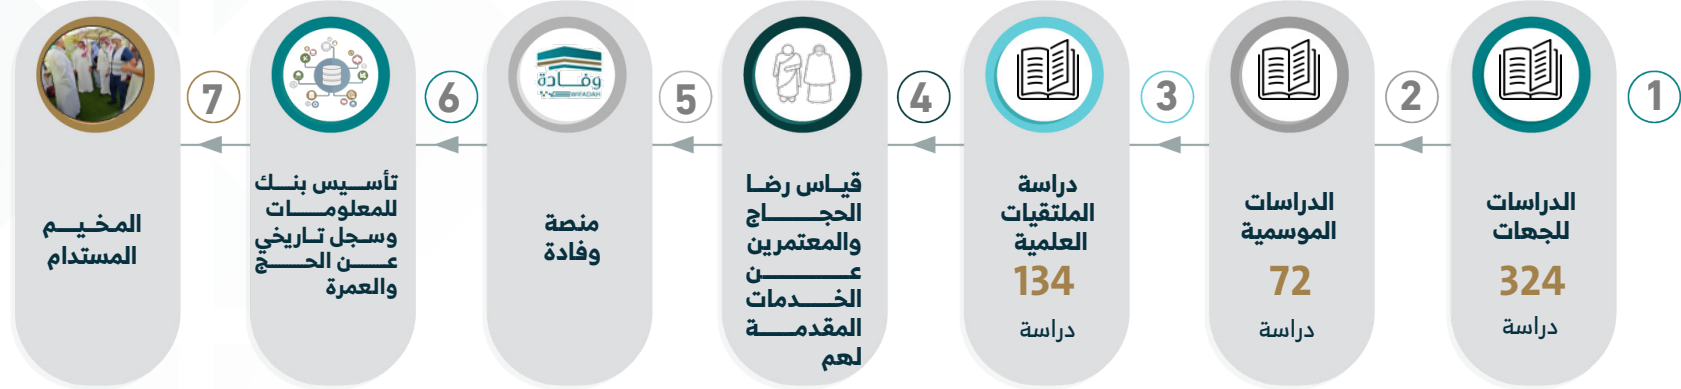 1
الدراسات
للجهات
324
دراسة
2
الدراسات
الموسمية
72
دراسة
3
دراسة
الملتقيات
العلمية
134
دراسة
4
قياس رضا
الحجاج
والمعتمرين
عن
الخدمات
المقدمة
لهم
5
وفادة
WIFADAH
منصة
وفادة
6
تأسيس بنك
للمعلومات
وسجل تاريخي
عن الحج
والعمرة
7
المخيم
المستدام